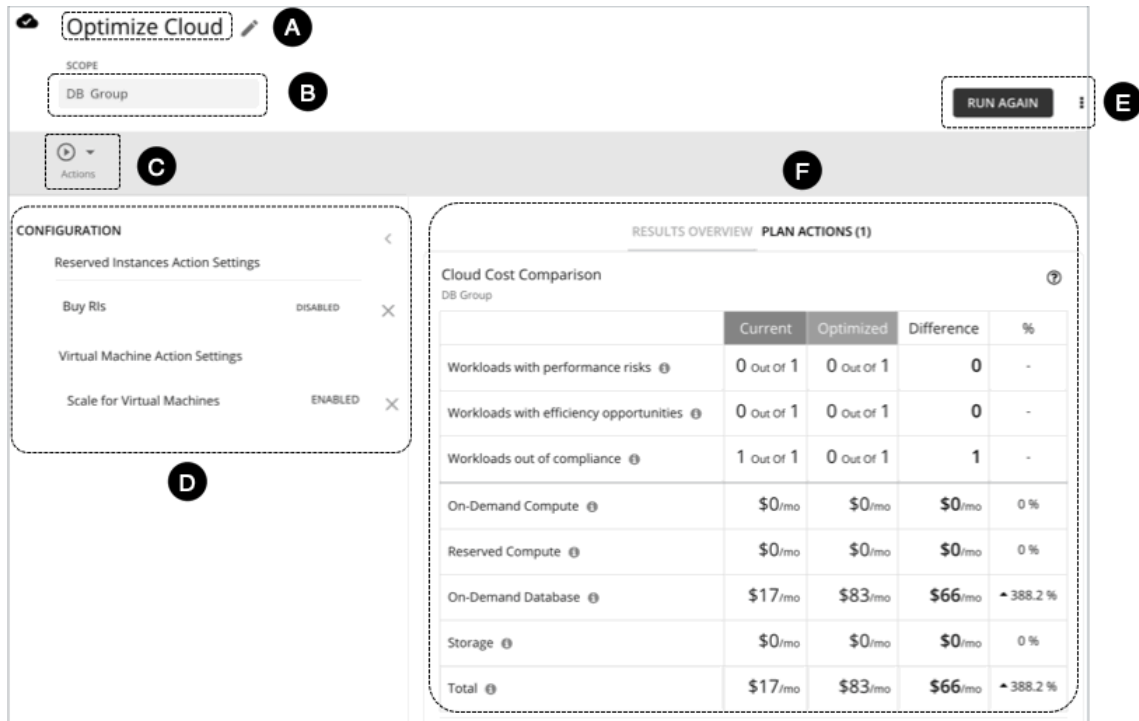 Optimize Cloud A
SCOPE
DB Group B
RUN AGAIN E
Actions C
F
CONFIGURATION
Reserved Instances Action Settings
Buy RIs DISABLED
Virtual Machine Action Settings
Scale for Virtual Machines ENABLED
D
RESULTS OVERVIEW PLAN ACTIONS (1)
Cloud Cost Comparison
DB Group
Current Optimized Difference %
Workloads with performance risks 0 Out Of 1 0 Out Of 1 0 -
Workloads with efficiency opportunities 0 Out Of 1 0 Out Of 1 0 -
Workloads out of compliance 1 Out Of 1 0 Out Of 1 1 -
On-Demand Compute $0/mo $0/mo $0/mo 0 %
Reserved Compute $0/mo $0/mo $0/mo 0 %
On-Demand Database $17/mo $83/mo $66/mo 388.2 %
Storage $0/mo $0/mo $0/mo 0 %
Total $17/mo $83/mo $66/mo 388.2 %